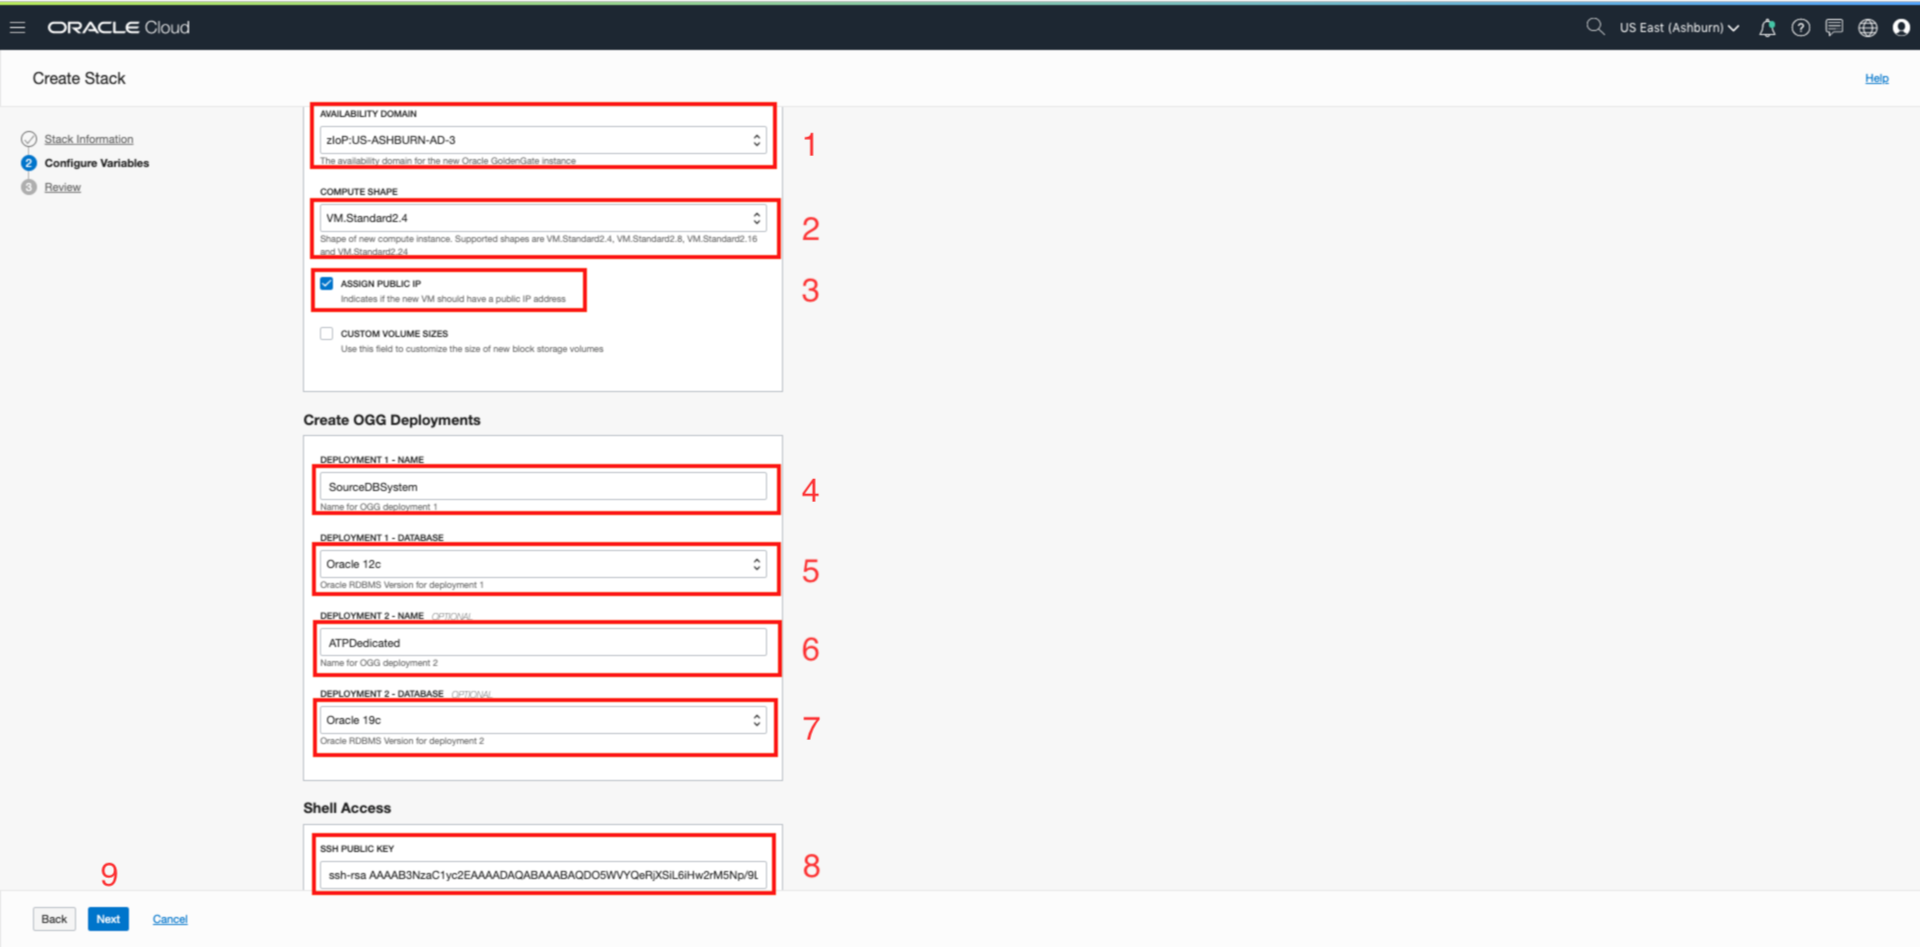 ORACLE Cloud
US East (Ashburn)
Create Stack
Help
Stack Information
2 Configure Variables
3 Review
AVAILABILITY DOMAIN
zIoP:US-ASHBURN-AD-3
The availability domain for the new Oracle GoldenGate instance
1
COMPUTE SHAPE
VM.Standard2.4
Shape of new compute instance. Supported shapes are VM.Standard2.4, VM.Standard2.8, VM.Standard2.16
and VM.Standard2.24
2
ASSIGN PUBLIC IP
Indicates if the new VM should have a public IP address
3
CUSTOM VOLUME SIZES
Use this field to customize the size of new block storage volumes
Create OGG Deployments
DEPLOYMENT 1 - NAME
SourceDBSystem
Name for OGG deployment 1
4
DEPLOYMENT 1 - DATABASE
Oracle 12c
Oracle RDBMS Version for deployment 1
5
DEPLOYMENT 2 - NAME OPTIONAL
ATPDedicated
Name for OGG deployment 2
6
DEPLOYMENT 2 - DATABASE OPTIONAL
Oracle 19c
Oracle RDBMS Version for deployment 2
7
Shell Access
SSH PUBLIC KEY
ssh-rsa AAAAB3NzaC1yc2EAAAADAQABAAABAQDO5WVYQeRjXSiL6iHw2rM5Np/9L
8
9
Back
Next
Cancel